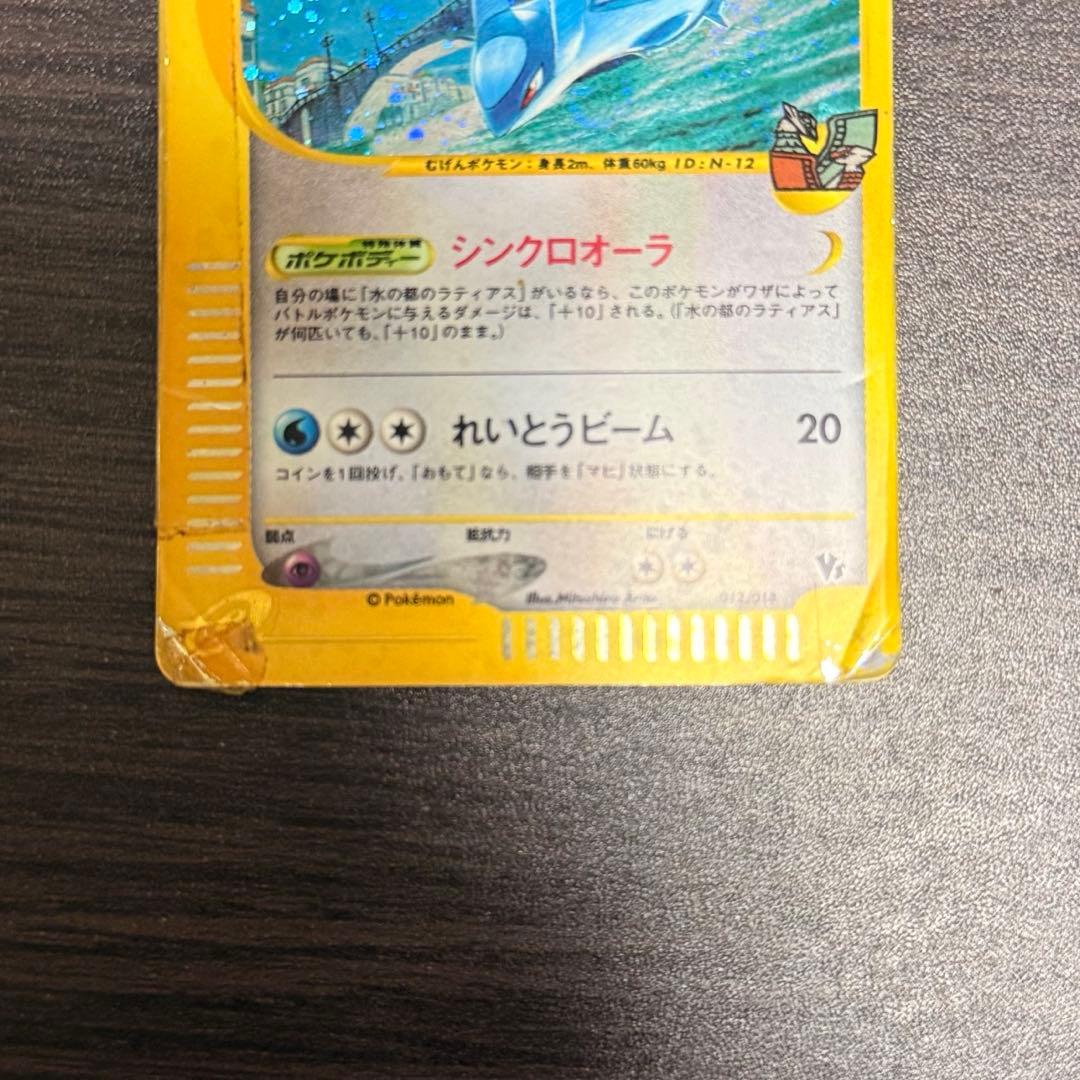 むげんポケモン：身長2m、体重60kg ID：N-12
特殊体質
ポケボディー シンクロオーラ
自分の場に「水の都のラティアス」がいるなら、このポケモンがワザによって
バトルポケモンに与えるダメージは、「＋10」される。（「水の都のラティアス」
が何匹いても、「＋10」のまま。）
れいとうビーム 20
コインを1回投げ、「おもて」なら、相手を「マヒ」状態にする。
弱点 抵抗力 にげる
© Pokémon Illus. Mitsuhiro Arita 012/018
VS